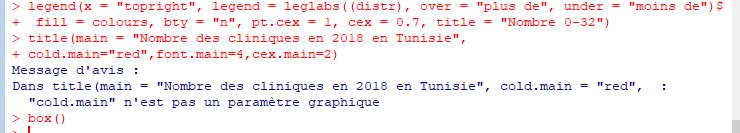 > legend(x = "topright", legend = leglabs((distr), over = "plus de", under = "moins de")$
+  fill = colours, bty = "n", pt.cex = 1, cex = 0.7, title = "Nombre 0-32")
> title(main = "Nombre des cliniques en 2018 en Tunisie",
+ cold.main="red",font.main=4,cex.main=2)
Message d'avis :
Dans title(main = "Nombre des cliniques en 2018 en Tunisie", cold.main = "red",  :
  "cold.main" n'est pas un paramètre graphique
> box()
>